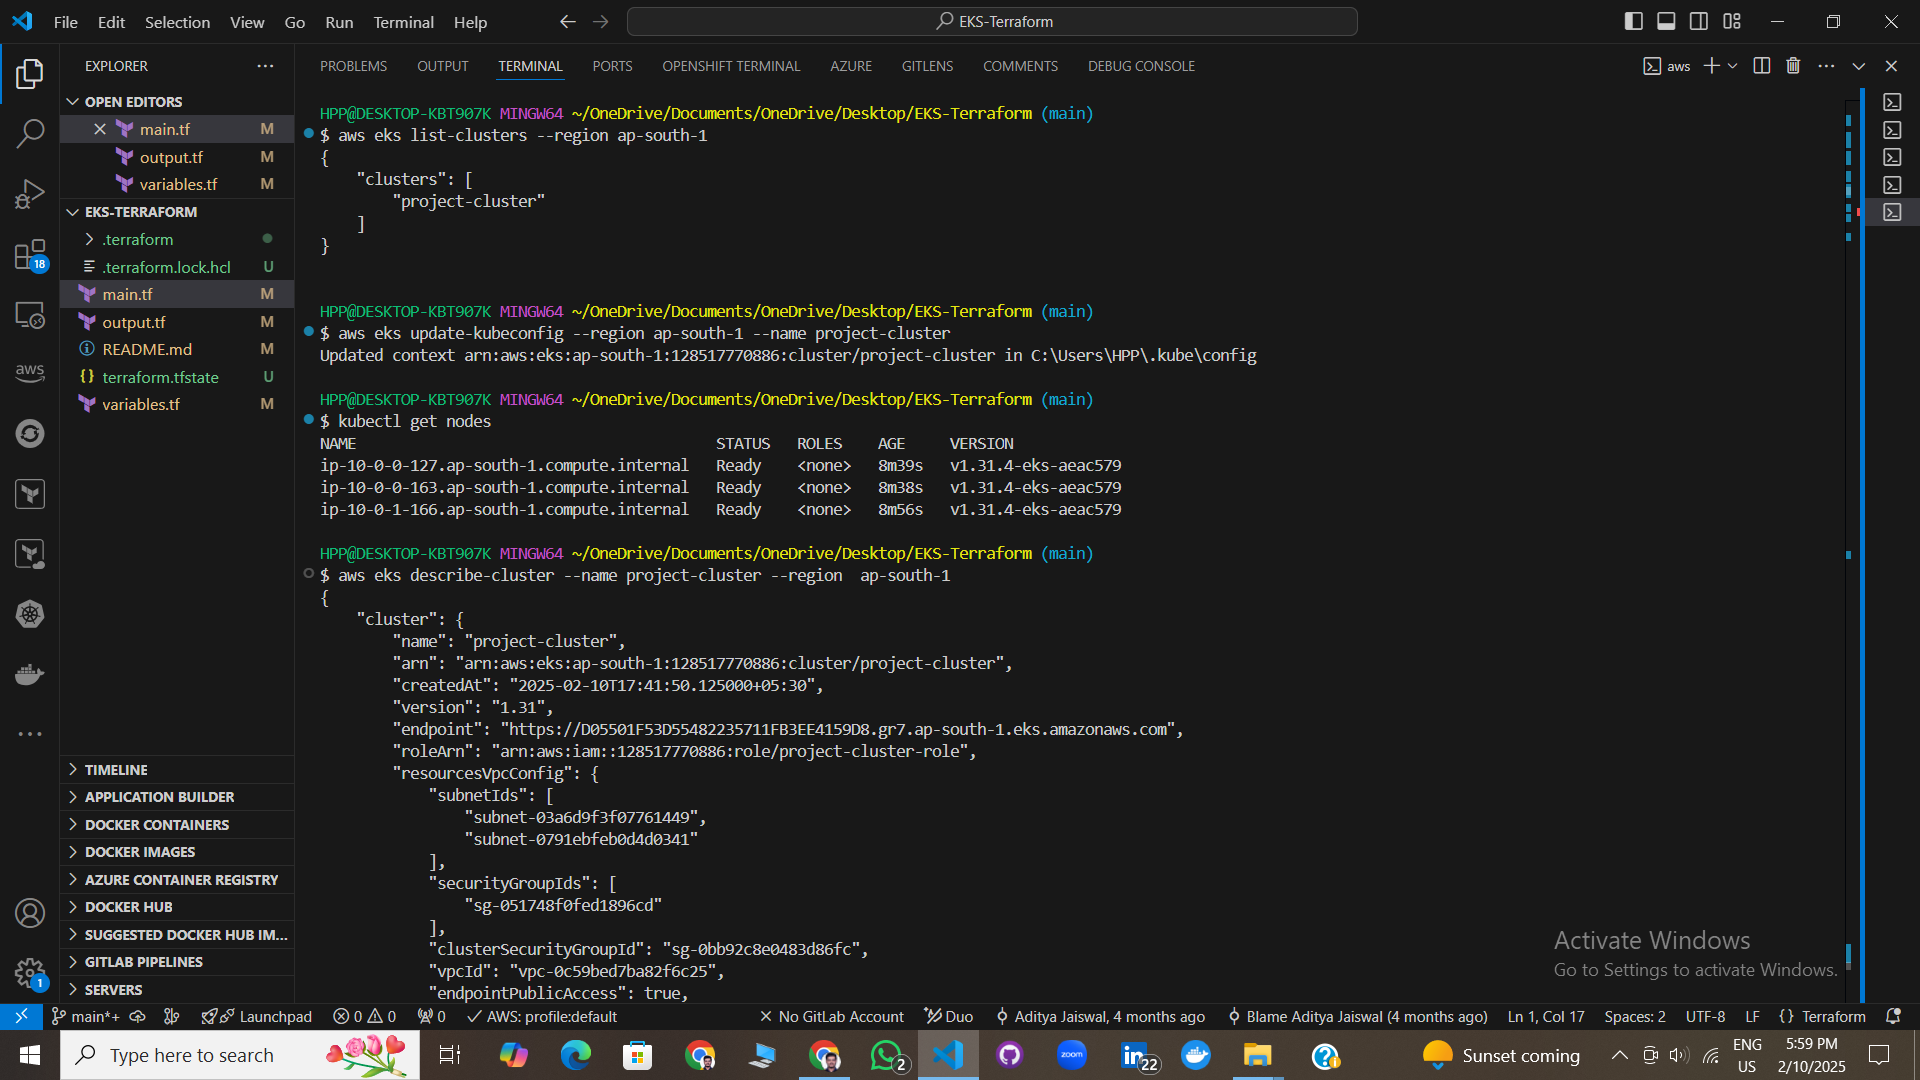 File Edit Selection View Go Run Terminal Help
EKS-Terraform
EXPLORER
OPEN EDITORS
main.tf M
output.tf M
variables.tf M
EKS-TERRAFORM
.terraform
.terraform.lock.hcl U
main.tf M
output.tf M
README.md M
terraform.tfstate U
variables.tf M
TIMELINE
APPLICATION BUILDER
DOCKER CONTAINERS
DOCKER IMAGES
AZURE CONTAINER REGISTRY
DOCKER HUB
SUGGESTED DOCKER HUB IM...
GITLAB PIPELINES
SERVERS
18
aws
1
PROBLEMS OUTPUT TERMINAL PORTS OPENSHIFT TERMINAL AZURE GITLENS COMMENTS DEBUG CONSOLE
aws
HPP@DESKTOP-KBT907K MINGW64 ~/OneDrive/Documents/OneDrive/Desktop/EKS-Terraform (main)
$ aws eks list-clusters --region ap-south-1
{
"clusters": [
"project-cluster"
]
}
HPP@DESKTOP-KBT907K MINGW64 ~/OneDrive/Documents/OneDrive/Desktop/EKS-Terraform (main)
$ aws eks update-kubeconfig --region ap-south-1 --name project-cluster
Updated context arn:aws:eks:ap-south-1:128517770886:cluster/project-cluster in C:\Users\HPP\.kube\config
HPP@DESKTOP-KBT907K MINGW64 ~/OneDrive/Documents/OneDrive/Desktop/EKS-Terraform (main)
$ kubectl get nodes
NAME STATUS ROLES AGE VERSION
ip-10-0-0-127.ap-south-1.compute.internal Ready <none> 8m39s v1.31.4-eks-aeac579
ip-10-0-0-163.ap-south-1.compute.internal Ready <none> 8m38s v1.31.4-eks-aeac579
ip-10-0-1-166.ap-south-1.compute.internal Ready <none> 8m56s v1.31.4-eks-aeac579
HPP@DESKTOP-KBT907K MINGW64 ~/OneDrive/Documents/OneDrive/Desktop/EKS-Terraform (main)
$ aws eks describe-cluster --name project-cluster --region  ap-south-1
{
"cluster": {
"name": "project-cluster",
"arn": "arn:aws:eks:ap-south-1:128517770886:cluster/project-cluster",
"createdAt": "2025-02-10T17:41:50.125000+05:30",
"version": "1.31",
"endpoint": "https://D05501F53D55482235711FB3EE4159D8.gr7.ap-south-1.eks.amazonaws.com",
"roleArn": "arn:aws:iam::128517770886:role/project-cluster-role",
"resourcesVpcConfig": {
"subnetIds": [
"subnet-03a6d9f3f07761449",
"subnet-0791ebfeb0d4d0341"
],
"securityGroupIds": [
"sg-051748f0fed1896cd"
],
"clusterSecurityGroupId": "sg-0bb92c8e0483d86fc",
"vpcId": "vpc-0c59bed7ba82f6c25",
"endpointPublicAccess": true,
Activate Windows
Go to Settings to activate Windows.
main*+ Launchpad 0 0 0 AWS: profile:default No GitLab Account Duo Aditya Jaiswal, 4 months ago Blame Aditya Jaiswal (4 months ago) Ln 1, Col 17 Spaces: 2 UTF-8 LF {} Terraform
Type here to search
zoom
2
22
Sunset coming
ENG
US
5:59 PM
2/10/2025